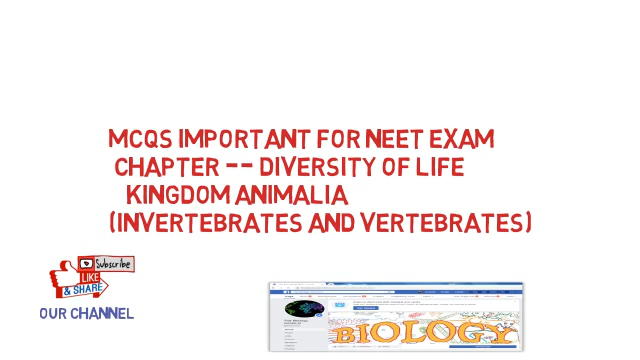 MCQS IMPORTANT FOR NEET EXAM
CHAPTER -- DIVERSITY OF LIFE
KINGDOM ANIMALIA
(INVERTEBRATES AND VERTEBRATES)
Subscribe
LIKE
& SHARE
OUR CHANNEL
BIOLOGY